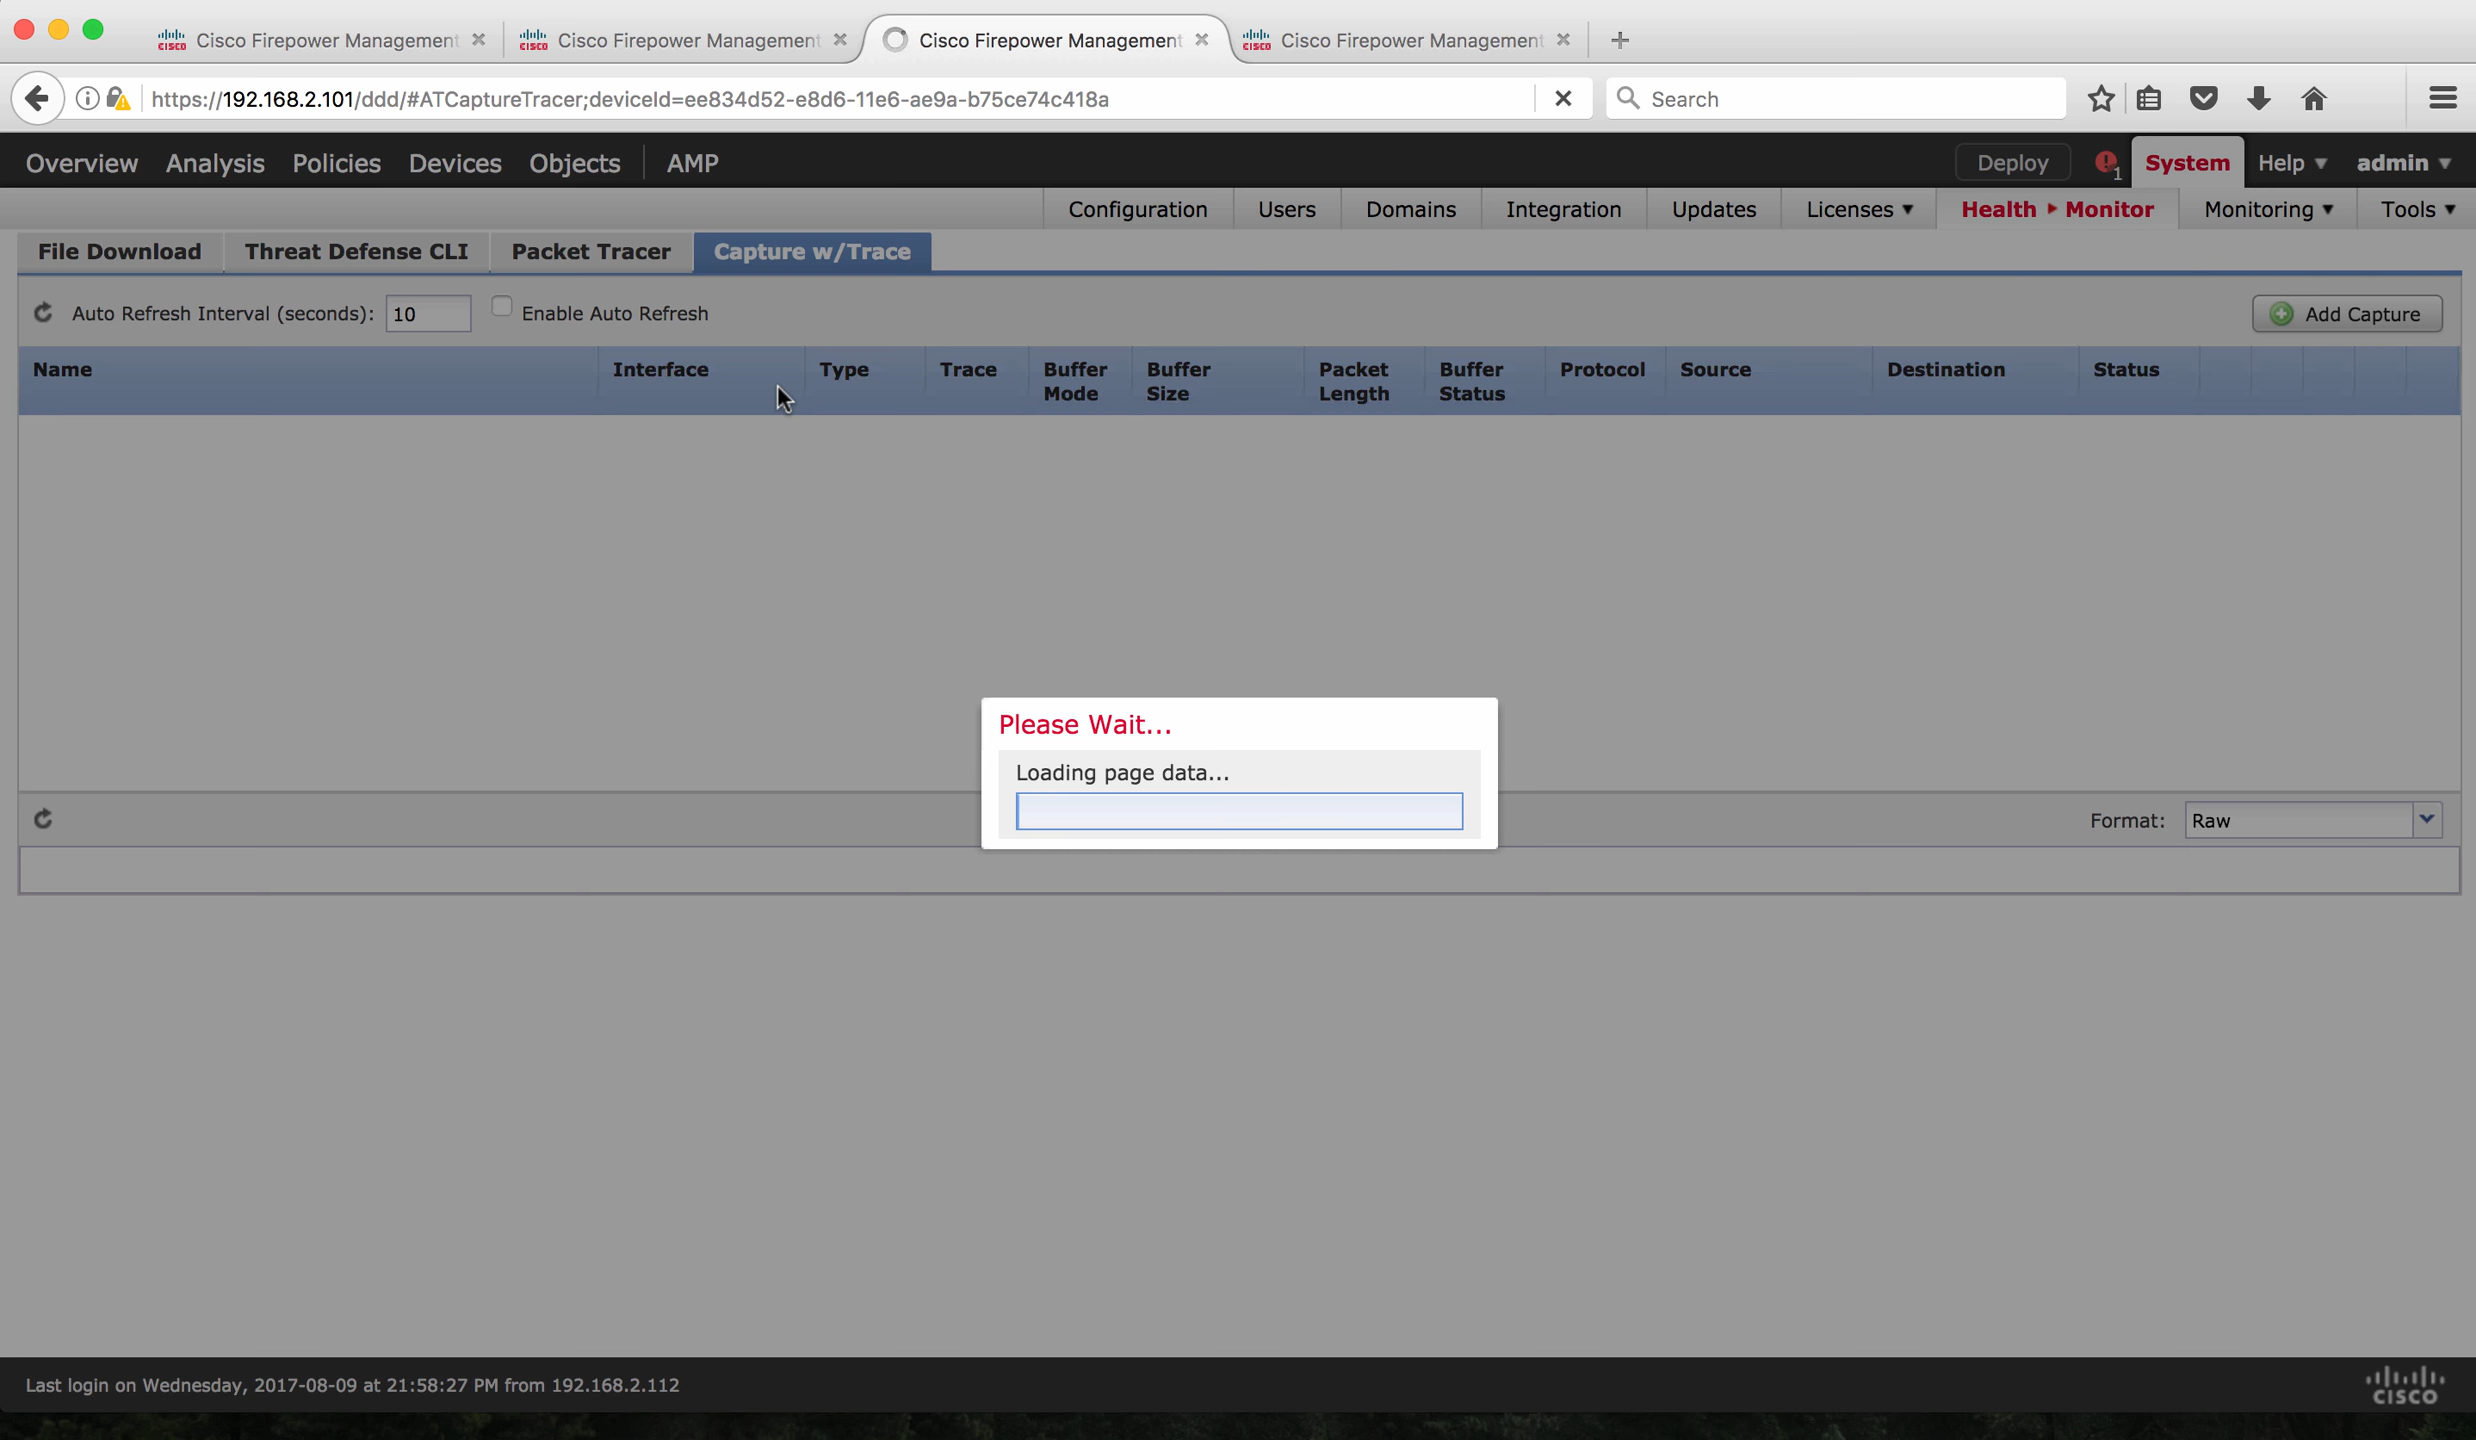 Cisco Firepower Management
Cisco Firepower Management
Cisco Firepower Management
Cisco Firepower Management
https://192.168.2.101/ddd/#ATCaptureTracer;deviceId=ee834d52-e8d6-11e6-ae9a-b75ce74c418a
Search
Overview Analysis Policies Devices Objects AMP Deploy 1 System Help admin
Configuration Users Domains Integration Updates Licenses Health Monitor Monitoring Tools
File Download Threat Defense CLI Packet Tracer Capture w/Trace
Auto Refresh Interval (seconds): 10 Enable Auto Refresh Add Capture
Name Interface Type Trace Buffer Mode Buffer Size Packet Length Buffer Status Protocol Source Destination Status
Please Wait...
Loading page data...
Format: Raw
Last login on Wednesday, 2017-08-09 at 21:58:27 PM from 192.168.2.112
CISCO